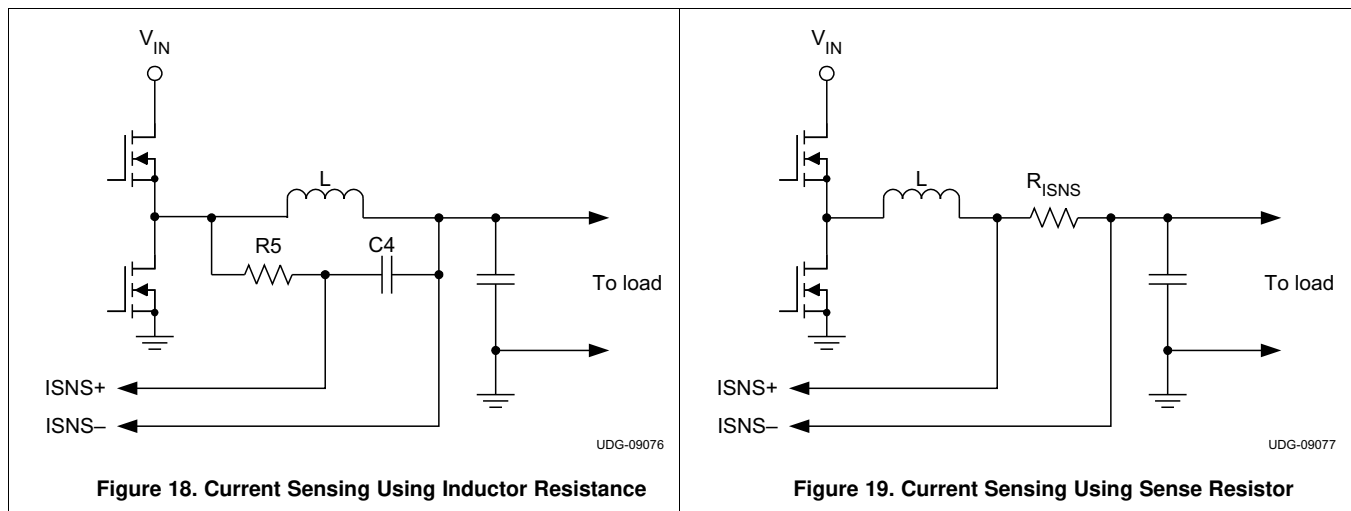 V_IN
L
R5
C4
To load
ISNS+
ISNS–
UDG-09076
Figure 18. Current Sensing Using Inductor Resistance
V_IN
L
R_ISNS
To load
ISNS+
ISNS–
UDG-09077
Figure 19. Current Sensing Using Sense Resistor